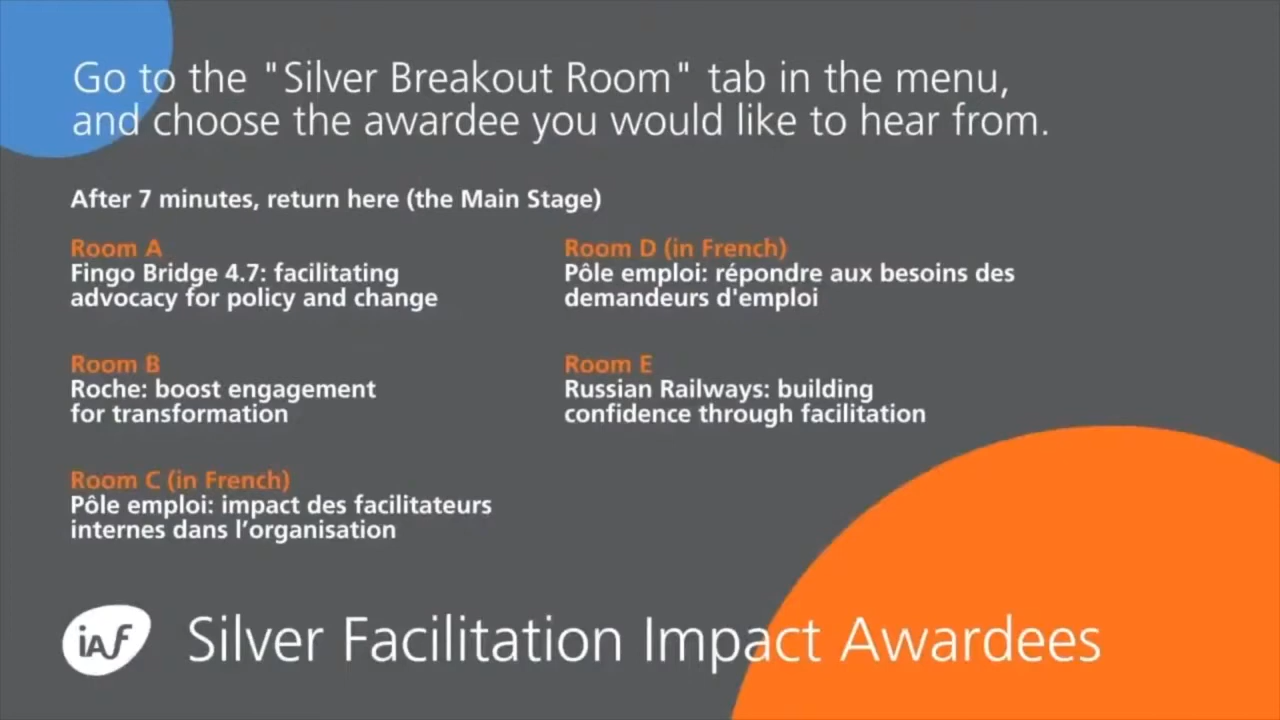 Go to the "Silver Breakout Room" tab in the menu,
and choose the awardee you would like to hear from.
After 7 minutes, return here (the Main Stage)
Room A
Fingo Bridge 4.7: facilitating
advocacy for policy and change
Room B
Roche: boost engagement
for transformation
Room C (in French)
Pôle emploi: impact des facilitateurs
internes dans l’organisation
Room D (in French)
Pôle emploi: répondre aux besoins des
demandeurs d'emploi
Room E
Russian Railways: building
confidence through facilitation
iAF
Silver Facilitation Impact Awardees